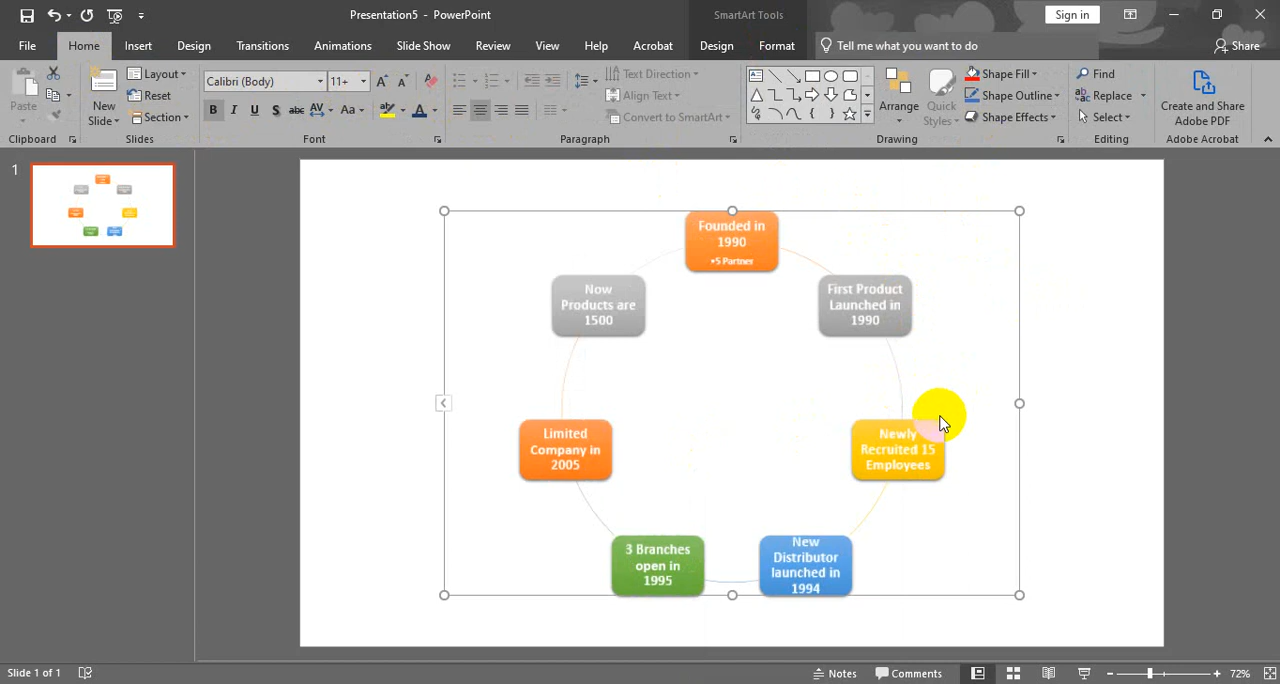 Presentation5 - PowerPoint
SmartArt Tools
Sign in
File Home Insert Design Transitions Animations Slide Show Review View Help Acrobat Design Format Tell me what you want to do Share
Paste
New Slide
Layout
Reset
Section
Calibri (Body) 11+
B I U S abc AV Aa A
Text Direction
Align Text
Convert to SmartArt
Arrange
Quick Styles
Shape Fill
Shape Outline
Shape Effects
Find
Replace
Select
Create and Share
Adobe PDF
Clipboard Slides Font Paragraph Drawing Editing Adobe Acrobat
1
Founded in
1990
•5 Partner
First Product
Launched in
1990
Newly
Recruited 15
Employees
New
Distributor
launched in
1994
3 Branches
open in
1995
Limited
Company in
2005
Now
Products are
1500
Slide 1 of 1
Notes Comments 72%